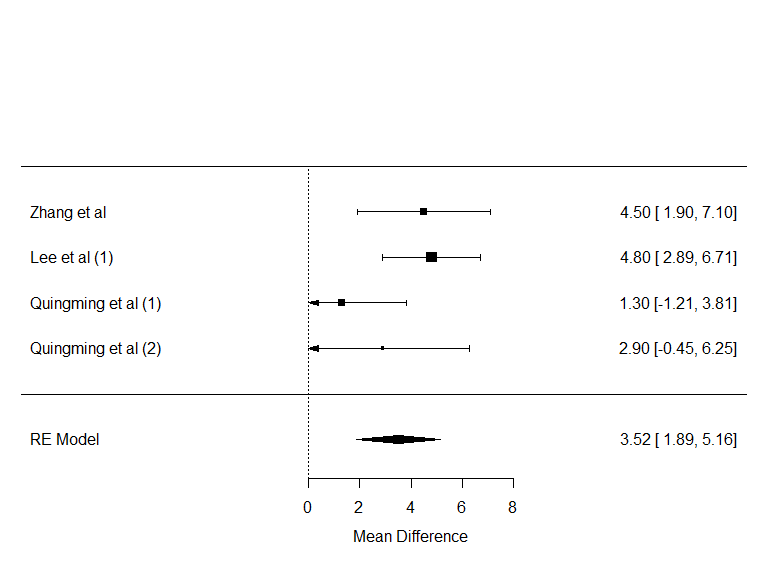 Zhang et al 4.50 [ 1.90, 7.10]
Lee et al (1) 4.80 [ 2.89, 6.71]
Quingming et al (1) 1.30 [-1.21, 3.81]
Quingming et al (2) 2.90 [-0.45, 6.25]
RE Model 3.52 [ 1.89, 5.16]
0 2 4 6 8
Mean Difference